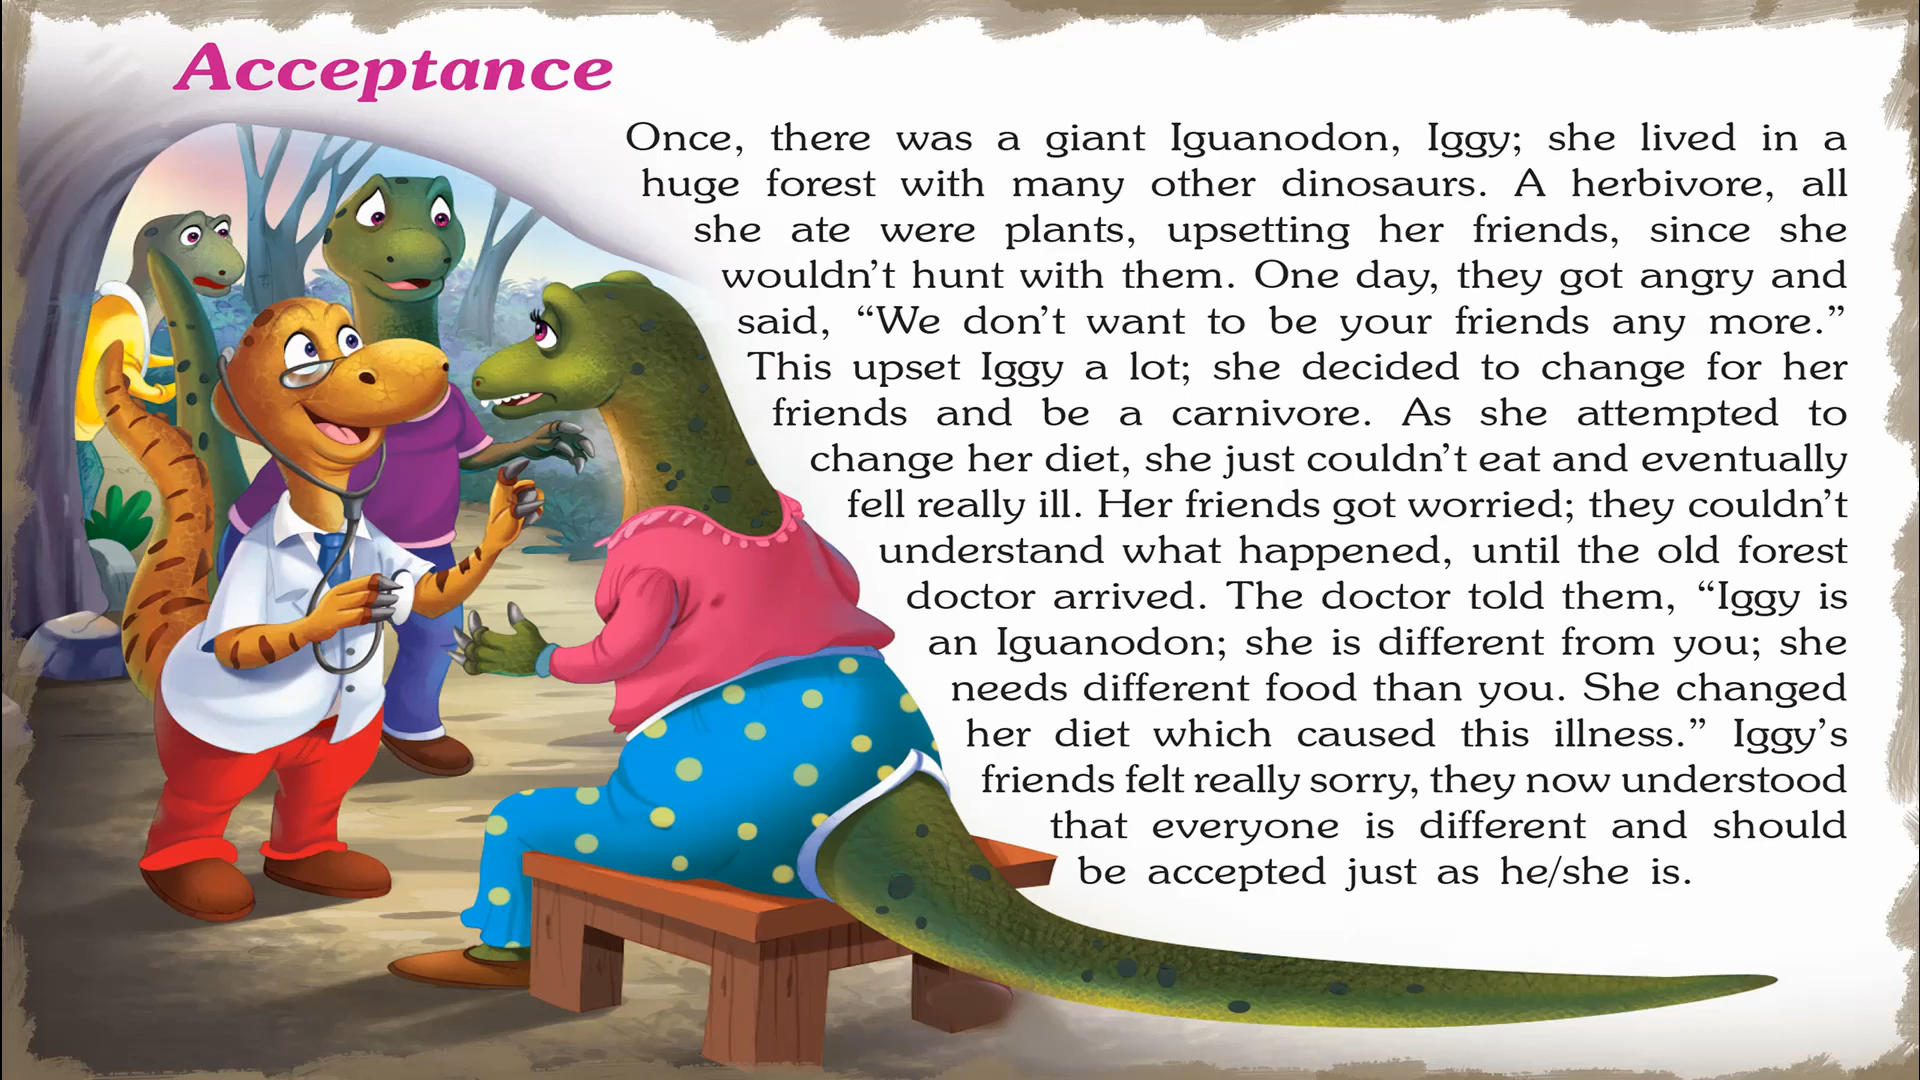 Acceptance
Once, there was a giant Iguanodon, Iggy; she lived in a
huge forest with many other dinosaurs. A herbivore, all
she ate were plants, upsetting her friends, since she
wouldn’t hunt with them. One day, they got angry and
said, “We don’t want to be your friends any more.”
This upset Iggy a lot; she decided to change for her
friends and be a carnivore. As she attempted to
change her diet, she just couldn’t eat and eventually
fell really ill. Her friends got worried; they couldn’t
understand what happened, until the old forest
doctor arrived. The doctor told them, “Iggy is
an Iguanodon; she is different from you; she
needs different food than you. She changed
her diet which caused this illness.” Iggy’s
friends felt really sorry, they now understood
that everyone is different and should
be accepted just as he/she is.